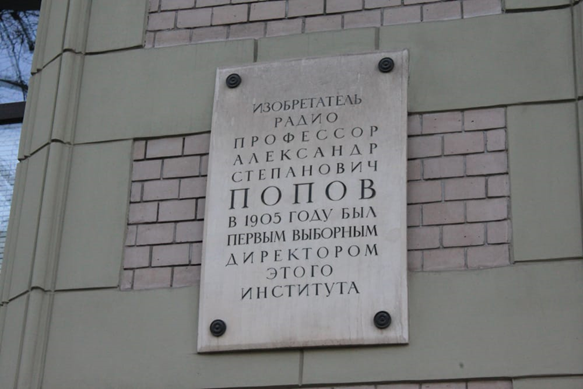 ИЗОБРЕТАТЕЛЬ
РАДИО
ПРОФЕССОР
АЛЕКСАНДР
СТЕПАНОВИЧ
ПОПОВ
В 1905 ГОДУ БЫЛ
ПЕРВЫМ ВЫБОРНЫМ
ДИРЕКТОРОМ
ЭТОГО
ИНСТИТУТА